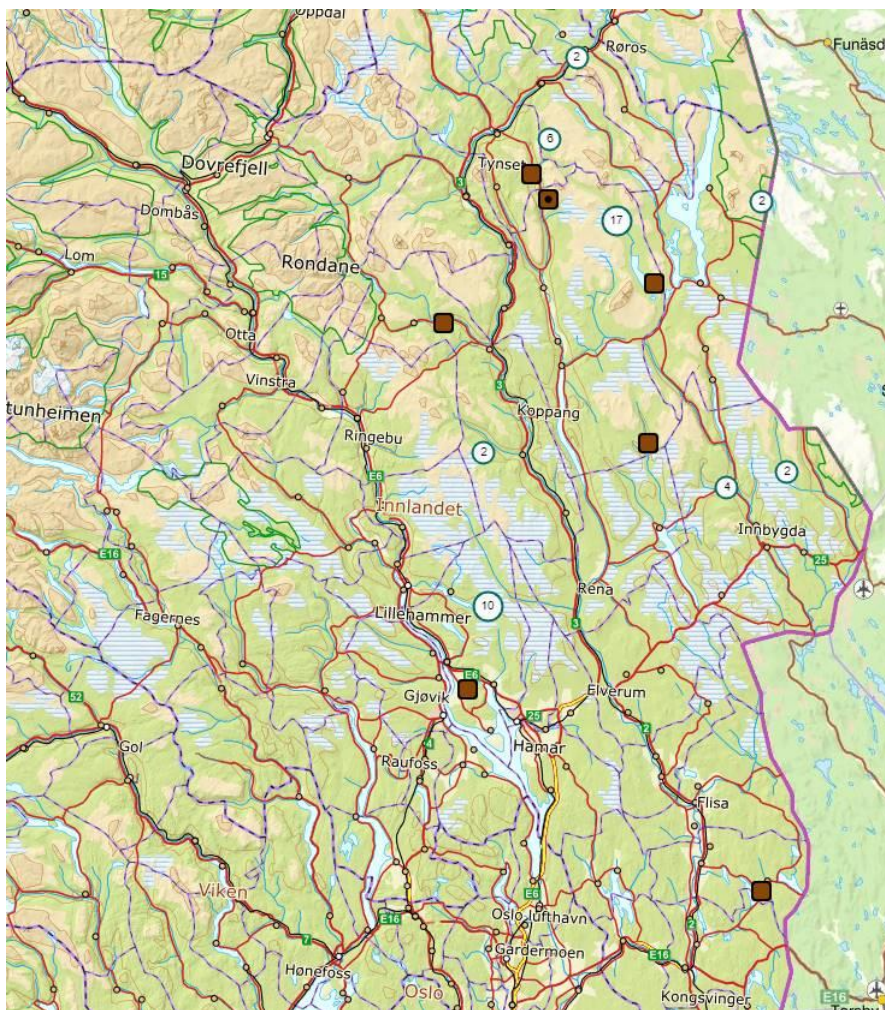 Oppdal
Røros
Funäsd
2
6
Tynset
Dovrefjell
3
2
Dombås
17
Lom
15
Rondane
Otta
Vinstra
3
tunheimen
Koppang
Ringebu
2
E6
4
2
Innlandet
Innbygda
E16
25
Rena
10
Lillehammer
Fagernes
3
E6
52
Gjøvik
Elverum
25
2
Gol
Hamar
4
Raufoss
Flisa
Viken
E6
Oslo lufthavn
E16
2
7
Gardermoen
E16
Hønefoss
Oslo
Kongsvinger
E16